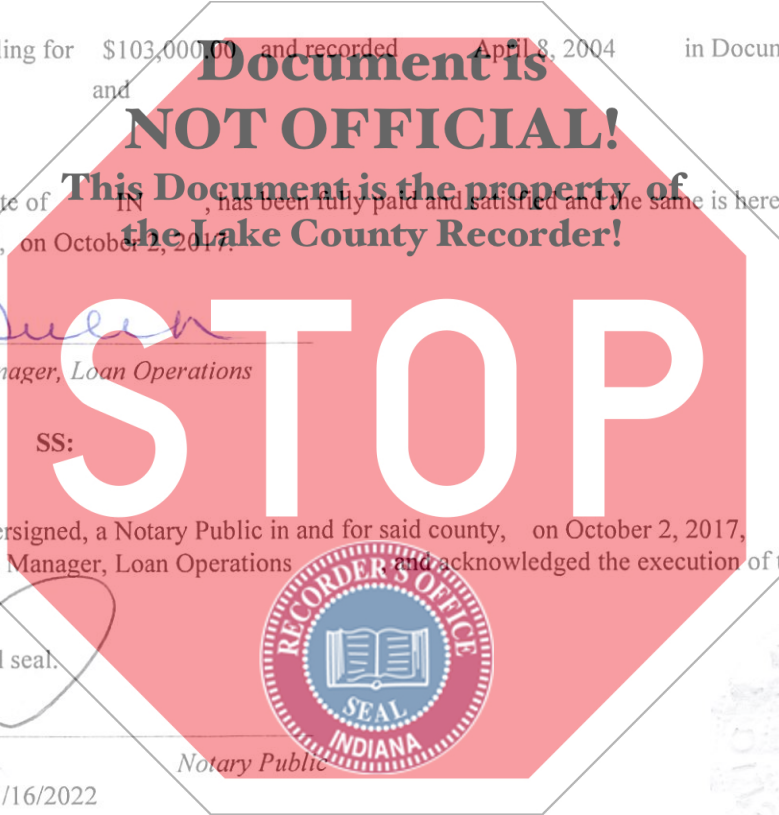 ling for $103,000.00 and recorded April 8, 2004 in Docum
Document is
and
NOT OFFICIAL!
This Document is the property of
te of IN , has been fully paid and satisfied and the same is here
the Lake County Recorder!
, on October 2, 2017.
STOP
nager, Loan Operations
SS:
ersigned, a Notary Public in and for said county, on October 2, 2017,
Manager, Loan Operations , and acknowledged the execution of t
RECORDER'S OFFICE
SEAL
INDIANA
l seal.
Notary Public
/16/2022